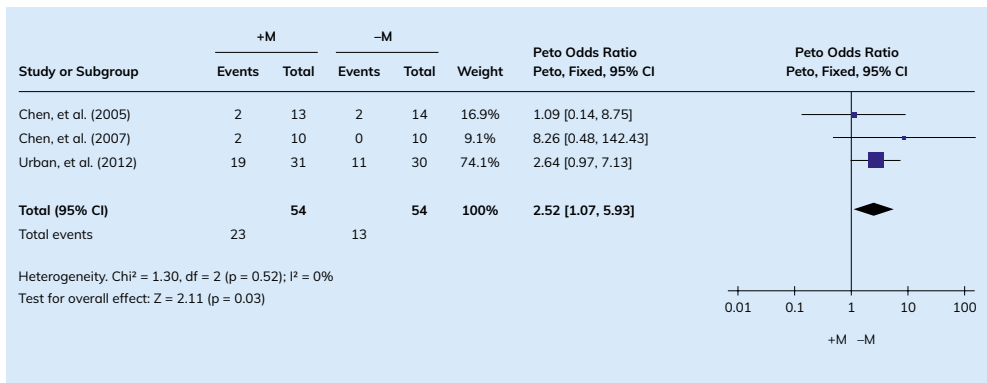 +M –M
Peto Odds Ratio Peto Odds Ratio
Study or Subgroup Events Total Events Total Weight Peto, Fixed, 95% CI Peto, Fixed, 95% CI
Chen, et al. (2005) 2 13 2 14 16.9% 1.09 [0.14, 8.75]
Chen, et al. (2007) 2 10 0 10 9.1% 8.26 [0.48, 142.43]
Urban, et al. (2012) 19 31 11 30 74.1% 2.64 [0.97, 7.13]
Total (95% CI) 54 54 100% 2.52 [1.07, 5.93]
Total events 23 13
Heterogeneity. Chi² = 1.30, df = 2 (p = 0.52); I² = 0%
Test for overall effect: Z = 2.11 (p = 0.03)
0.01 0.1 1 10 100
+M –M